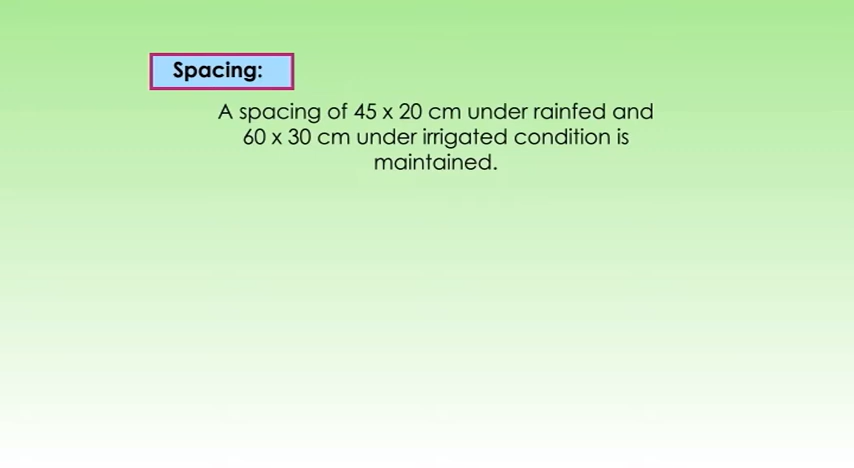 Spacing:
A spacing of 45 x 20 cm under rainfed and
60 x 30 cm under irrigated condition is
maintained.